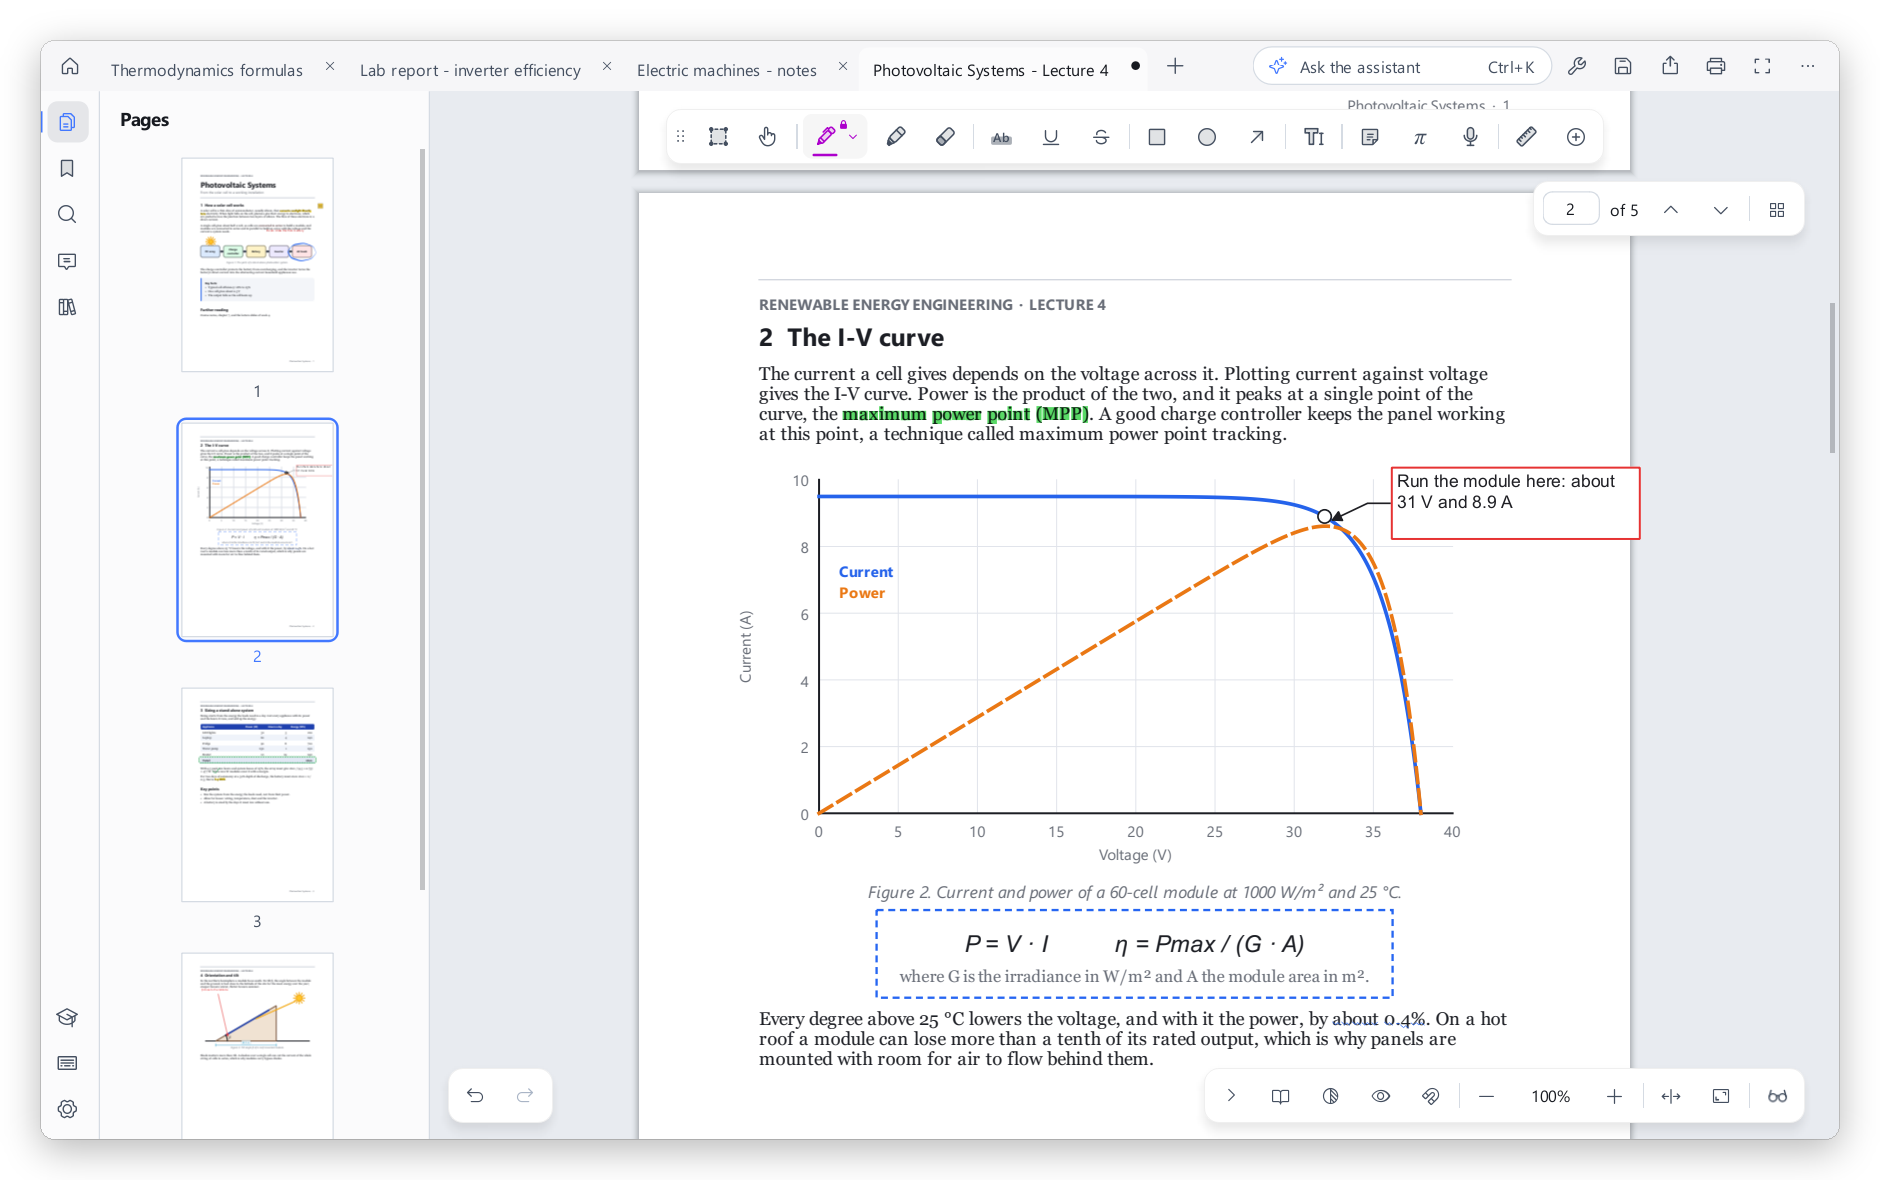 Thermodynamics formulas
Lab report - inverter efficiency
Electric machines - notes
Photovoltaic Systems - Lecture 4
Ask the assistant
Ctrl+K
Pages
Photovoltaic Systems
1
2
3
Photovoltaic Systems · 1
Ab
2
of 5
RENEWABLE ENERGY ENGINEERING · LECTURE 4
2 The I-V curve
The current a cell gives depends on the voltage across it. Plotting current against voltage
gives the I-V curve. Power is the product of the two, and it peaks at a single point of the
curve, the maximum power point (MPP). A good charge controller keeps the panel working
at this point, a technique called maximum power point tracking.
Run the module here: about
31 V and 8.9 A
10
8
6
4
2
0
Current (A)
Current
Power
0 5 10 15 20 25 30 35 40
Voltage (V)
Figure 2. Current and power of a 60-cell module at 1000 W/m² and 25 °C.
P = V · I η = Pmax / (G · A)
where G is the irradiance in W/m² and A the module area in m².
Every degree above 25 °C lowers the voltage, and with it the power, by about 0.4%. On a hot
roof a module can lose more than a tenth of its rated output, which is why panels are
mounted with room for air to flow behind them.
100%